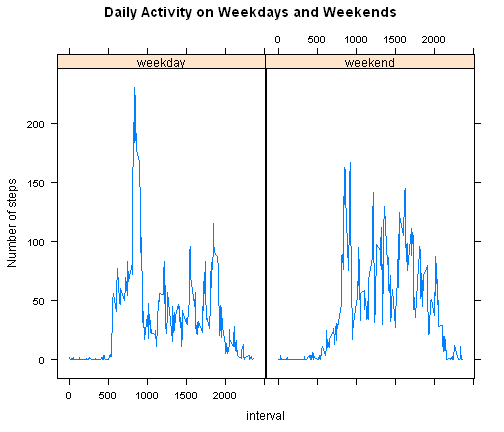 Daily Activity on Weekdays and Weekends
0 500 1000 1500 2000
weekday weekend
200
150
100
50
0
Number of steps
0 500 1000 1500 2000
interval